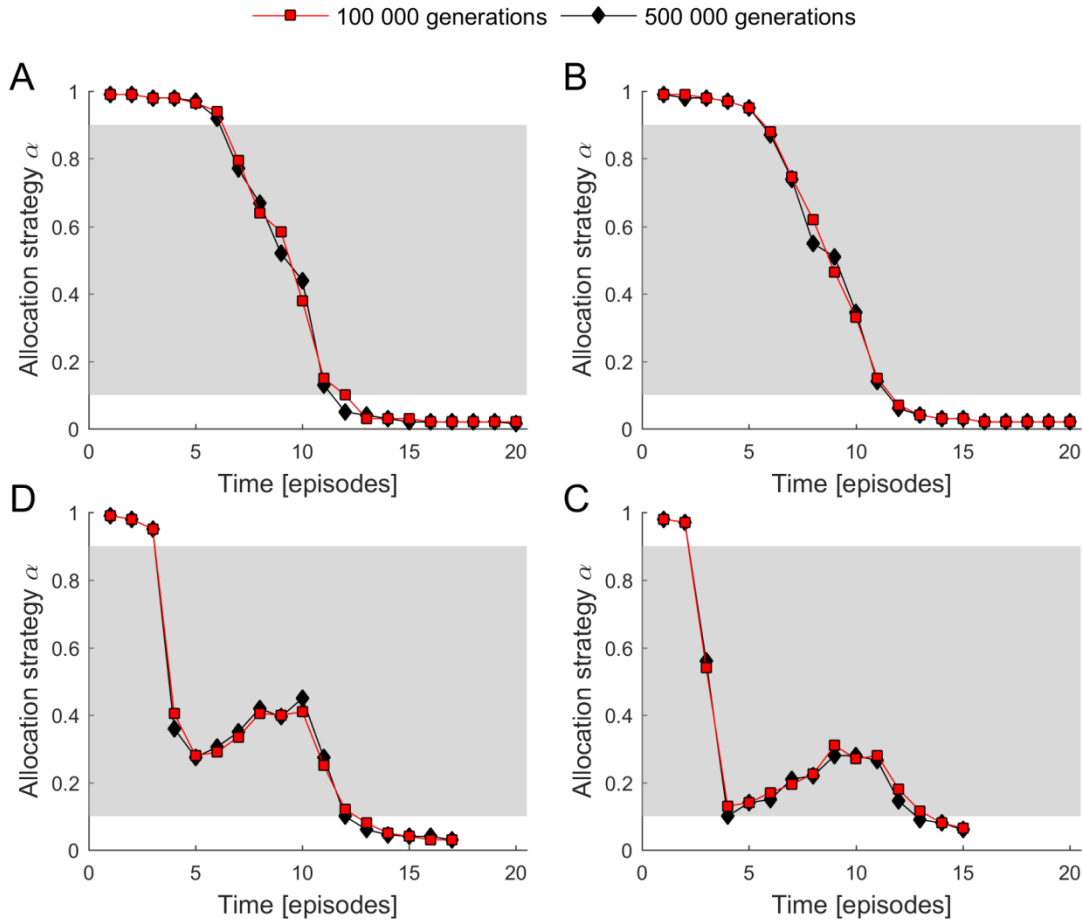 100 000 generations 500 000 generations
A B
1 1
0.8 0.8
0.6 0.6
0.4 0.4
0.2 0.2
0 0
0 5 10 15 20 0 5 10 15 20
Allocation strategy α Allocation strategy α
Time [episodes] Time [episodes]
D C
1 1
0.8 0.8
0.6 0.6
0.4 0.4
0.2 0.2
0 0
0 5 10 15 20 0 5 10 15 20
Allocation strategy α Allocation strategy α
Time [episodes] Time [episodes]